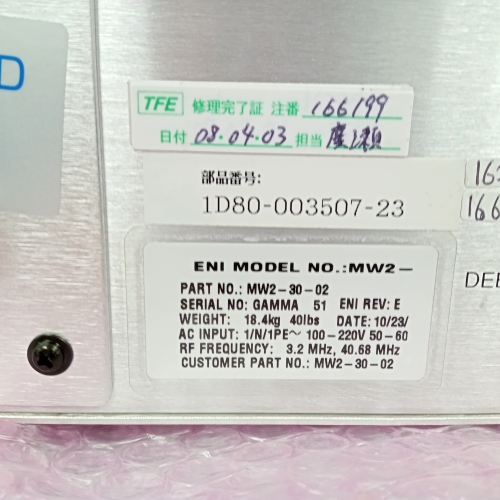 D
TFE 修理完了証 注番 166199
日付 08.04.03 担当
部品番号:
1D80-003507-23
16
166
DEE
ENI MODEL NO.:MW2-
PART NO.: MW2-30-02
SERIAL NO: GAMMA 51 ENI REV: E
WEIGHT: 18.4kg 40lbs DATE: 10/23/
AC INPUT: 1/N/1PE~ 100-220V 50-60
RF FREQUENCY: 3.2 MHz, 40.68 MHz
CUSTOMER PART NO.: MW2-30-02